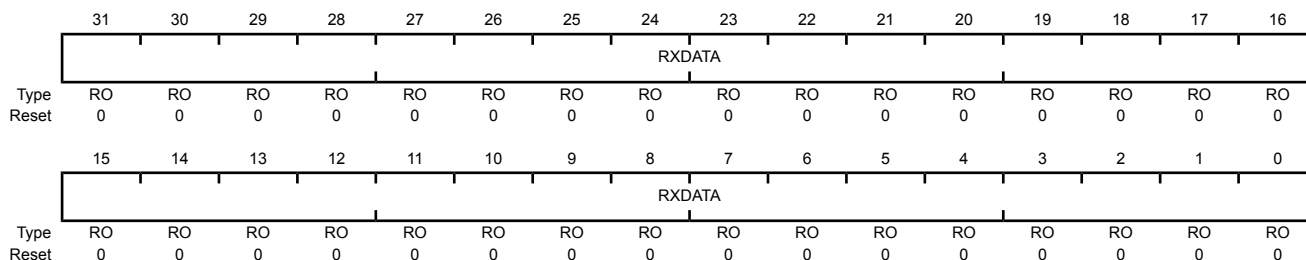 31 30 29 28 27 26 25 24 23 22 21 20 19 18 17 16
RXDATA
Type RO RO RO RO RO RO RO RO RO RO RO RO RO RO RO RO
Reset 0 0 0 0 0 0 0 0 0 0 0 0 0 0 0 0
15 14 13 12 11 10 9 8 7 6 5 4 3 2 1 0
RXDATA
Type RO RO RO RO RO RO RO RO RO RO RO RO RO RO RO RO
Reset 0 0 0 0 0 0 0 0 0 0 0 0 0 0 0 0